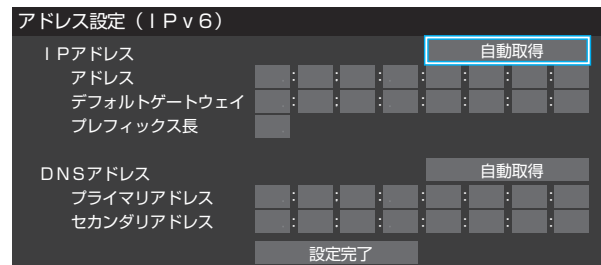 アドレス設定（ＩＰｖ６）
ＩＰアドレス 自動取得
アドレス : : : : : : :
デフォルトゲートウェイ : : : : : : :
プレフィックス長
ＤＮＳアドレス 自動取得
プライマリアドレス : : : : : : :
セカンダリアドレス : : : : : : :
設定完了